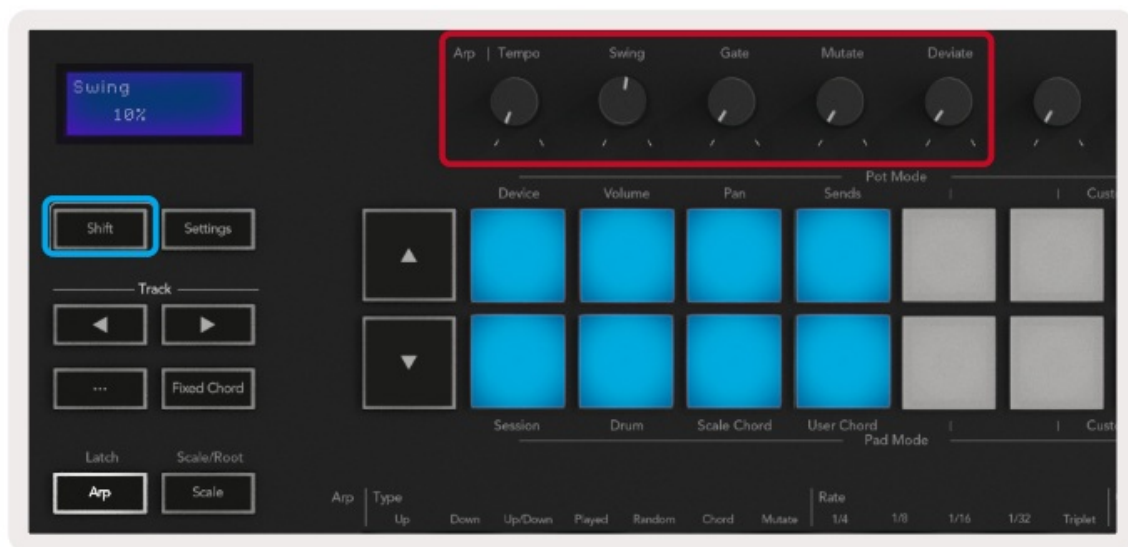 Swing
10%
Arp | Tempo Swing Gate Mutate Deviate
Pot Mode
Device Volume Pan Sends | | Cust
Shift Settings
Track
... Fixed Chord
Session Drum Scale Chord User Chord | | Cust
Pad Mode
Latch Scale/Root
Arp Scale
Arp Type Rate
Up Down Up/Down Played Random Chord Mutate 1/4 1/8 1/16 1/32 Triplet